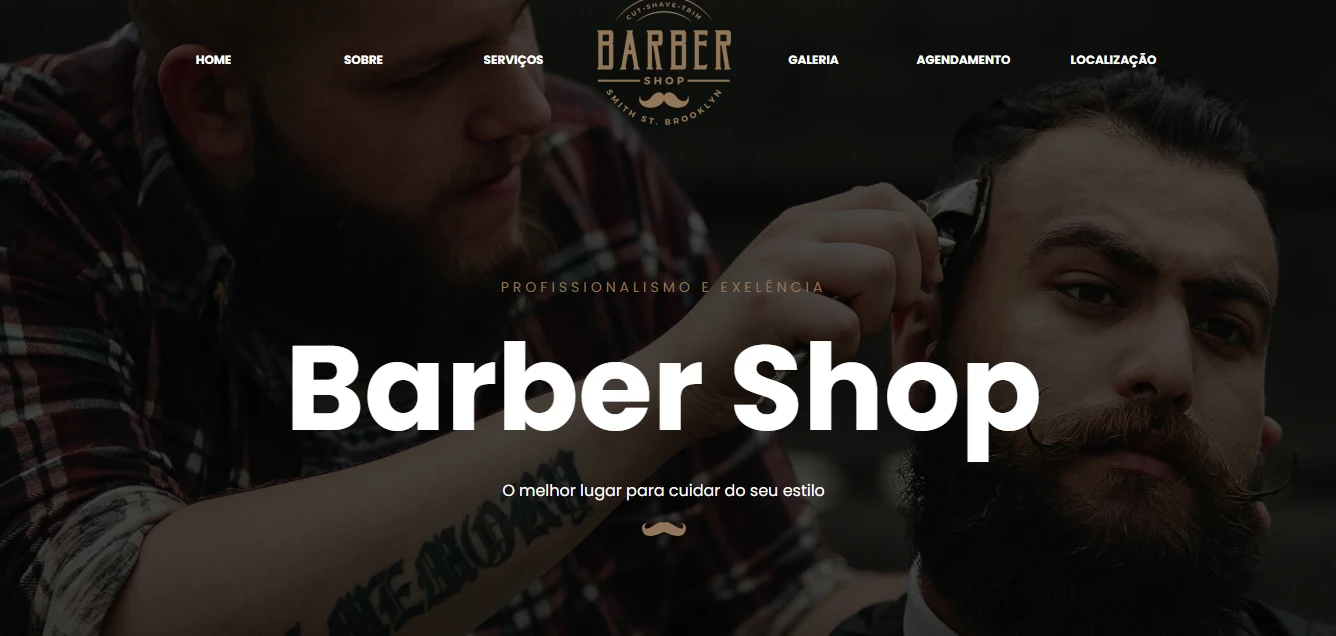 CUT·SHAVE·TRIM
HOME SOBRE SERVIÇOS BARBER GALERIA AGENDAMENTO LOCALIZAÇÃO
SHOP
SMITH ST. BROOKLYN
PROFISSIONALISMO E EXELÊNCIA
Barber Shop
O melhor lugar para cuidar do seu estilo
MEMORY